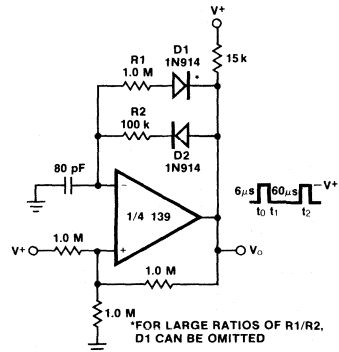 V+
R1
1.0 M
D1
1N914
*
15 k
R2
100 k
D2
1N914
80 pF
−
1/4 139
+
V+
1.0 M
1.0 M
1.0 M
Vo
6μs
60μs
V+
t0 t1 t2
*FOR LARGE RATIOS OF R1/R2,
D1 CAN BE OMITTED